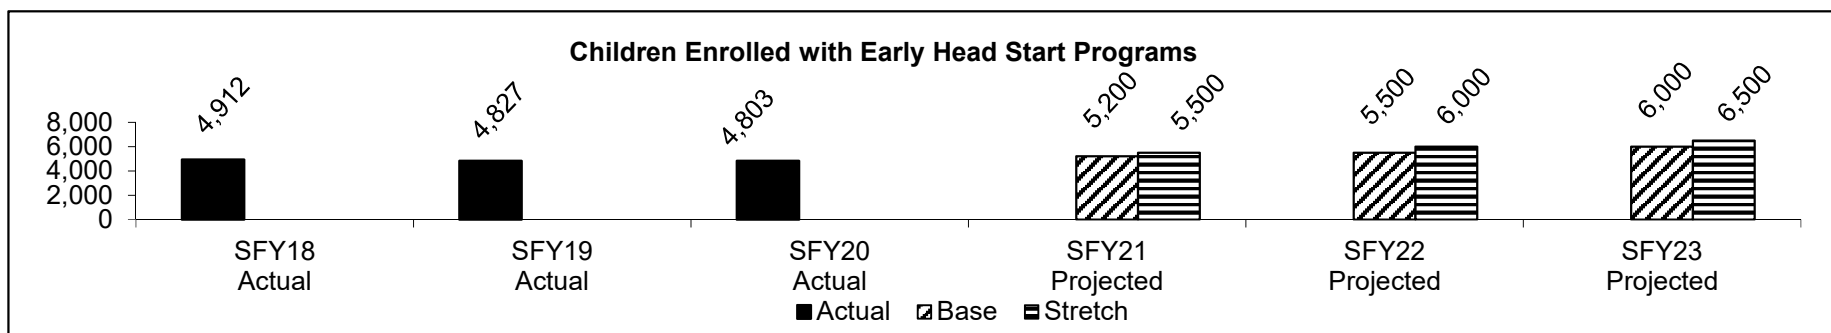 Children Enrolled with Early Head Start Programs
4,912
4,827
4,803
5,200
5,500
5,500
6,000
6,000
6,500
8,000
6,000
4,000
2,000
0
SFY18
Actual
SFY19
Actual
SFY20
Actual
SFY21
Projected
SFY22
Projected
SFY23
Projected
Actual Base Stretch